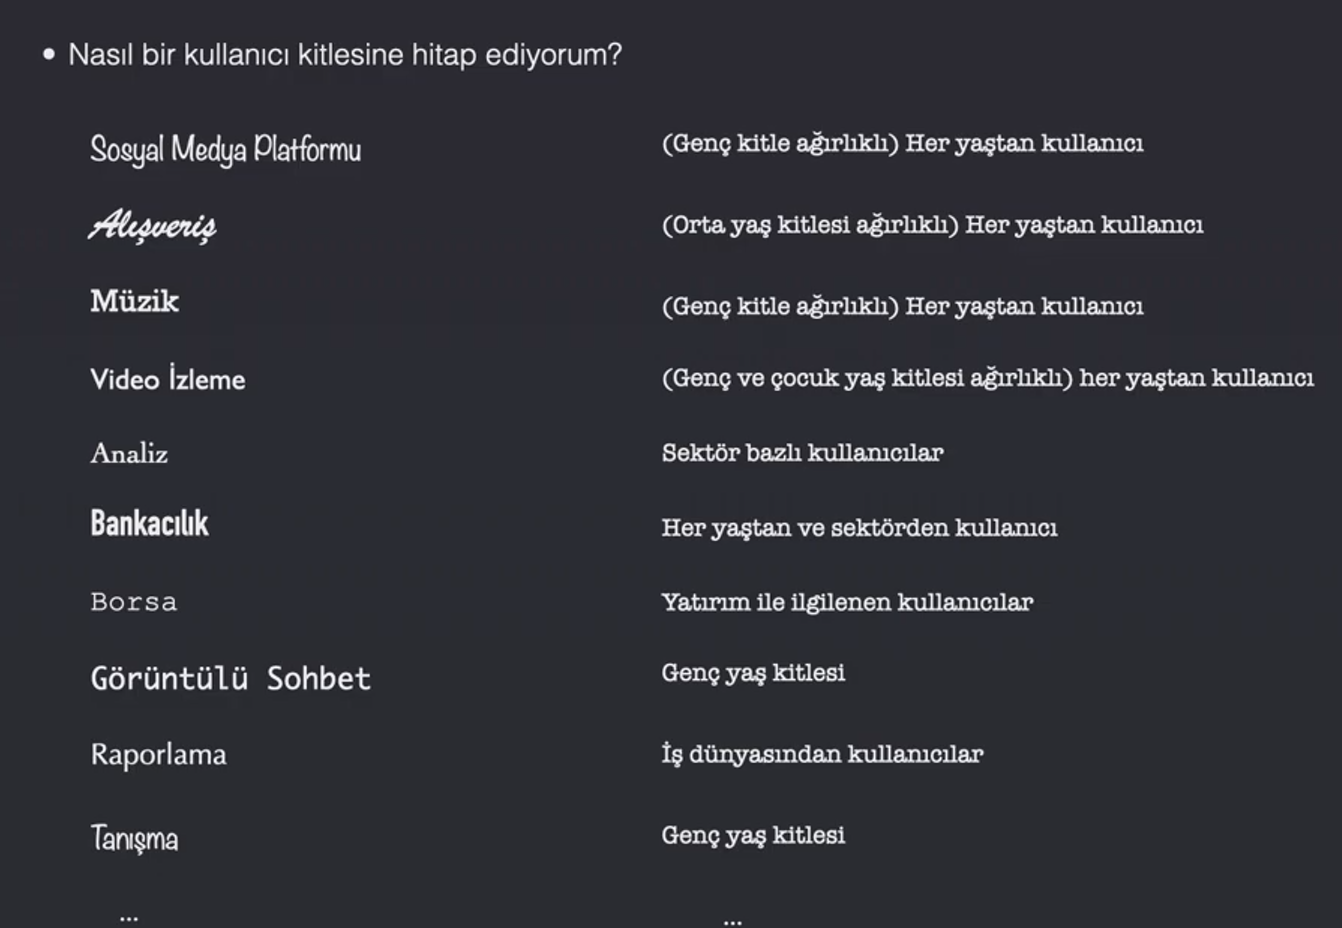 • Nasıl bir kullanıcı kitlesine hitap ediyorum?
Sosyal Medya Platformu (Genç kitle ağırlıklı) Her yaştan kullanıcı
Alışveriş (Orta yaş kitlesi ağırlıklı) Her yaştan kullanıcı
Müzik (Genç kitle ağırlıklı) Her yaştan kullanıcı
Video İzleme (Genç ve çocuk yaş kitlesi ağırlıklı) her yaştan kullanıcı
Analiz Sektör bazlı kullanıcılar
Bankacılık Her yaştan ve sektörden kullanıcı
Borsa Yatırım ile ilgilenen kullanıcılar
Görüntülü Sohbet Genç yaş kitlesi
Raporlama İş dünyasından kullanıcılar
Tanışma Genç yaş kitlesi
... ...